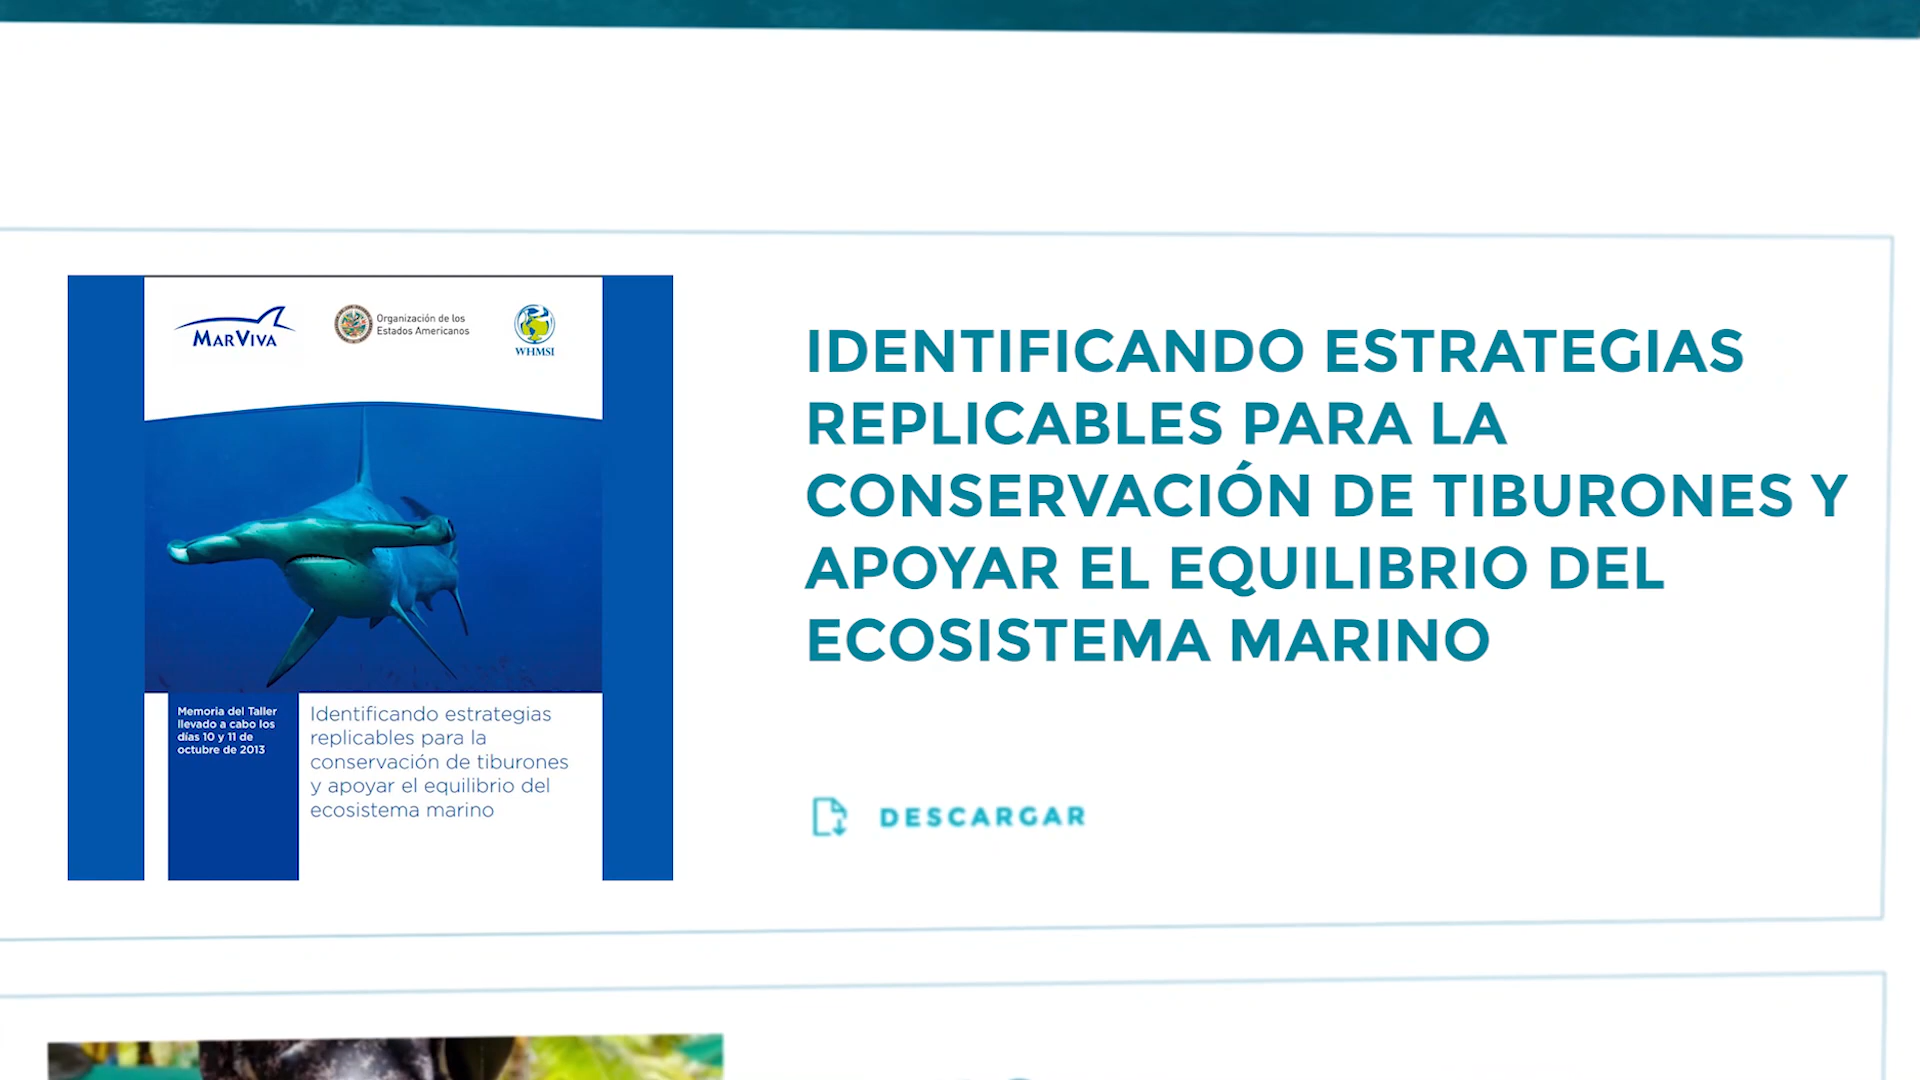 MARVIVA
Organización de los
Estados Americanos
WHMSI
Memoria del Taller
llevado a cabo los
días 10 y 11 de
octubre de 2013
Identificando estrategias
replicables para la
conservación de tiburones
y apoyar el equilibrio del
ecosistema marino
IDENTIFICANDO ESTRATEGIAS
REPLICABLES PARA LA
CONSERVACIÓN DE TIBURONES Y
APOYAR EL EQUILIBRIO DEL
ECOSISTEMA MARINO
DESCARGAR